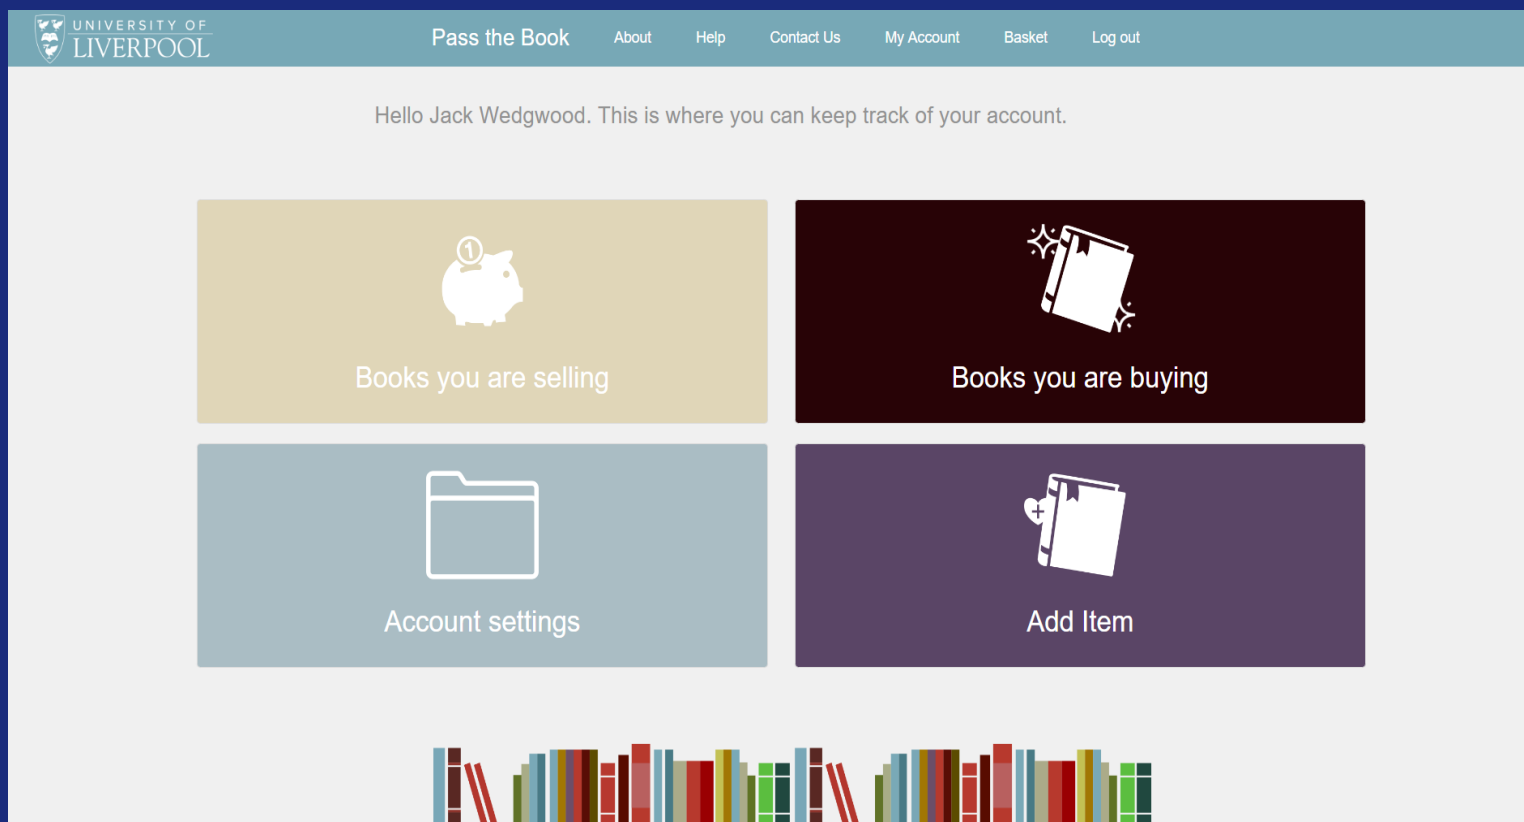 UNIVERSITY OF
LIVERPOOL
Pass the Book About Help Contact Us My Account Basket Log out
Hello Jack Wedgwood. This is where you can keep track of your account.
1
Books you are selling
Books you are buying
Account settings
Add Item